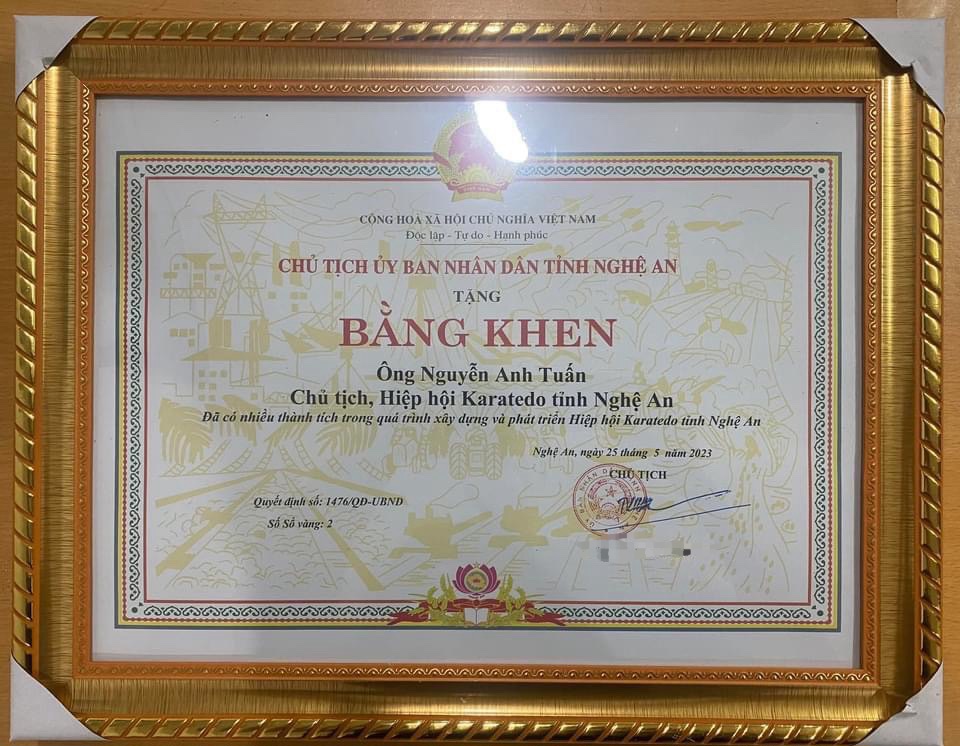 VIỆT NAM
CỘNG HOÀ XÃ HỘI CHỦ NGHĨA VIỆT NAM
Độc lập - Tự do - Hạnh phúc
CHỦ TỊCH ỦY BAN NHÂN DÂN TỈNH NGHỆ AN
TẶNG
BẰNG KHEN
Ông Nguyễn Anh Tuấn
Chủ tịch, Hiệp hội Karatedo tỉnh Nghệ An
Đã có nhiều thành tích trong quá trình xây dựng và phát triển Hiệp hội Karatedo tỉnh Nghệ An
Nghệ An, ngày 25 tháng 5 năm 2023
CHỦ TỊCH
Quyết định số: 1476/QĐ-UBND
Số Sổ vàng: 2